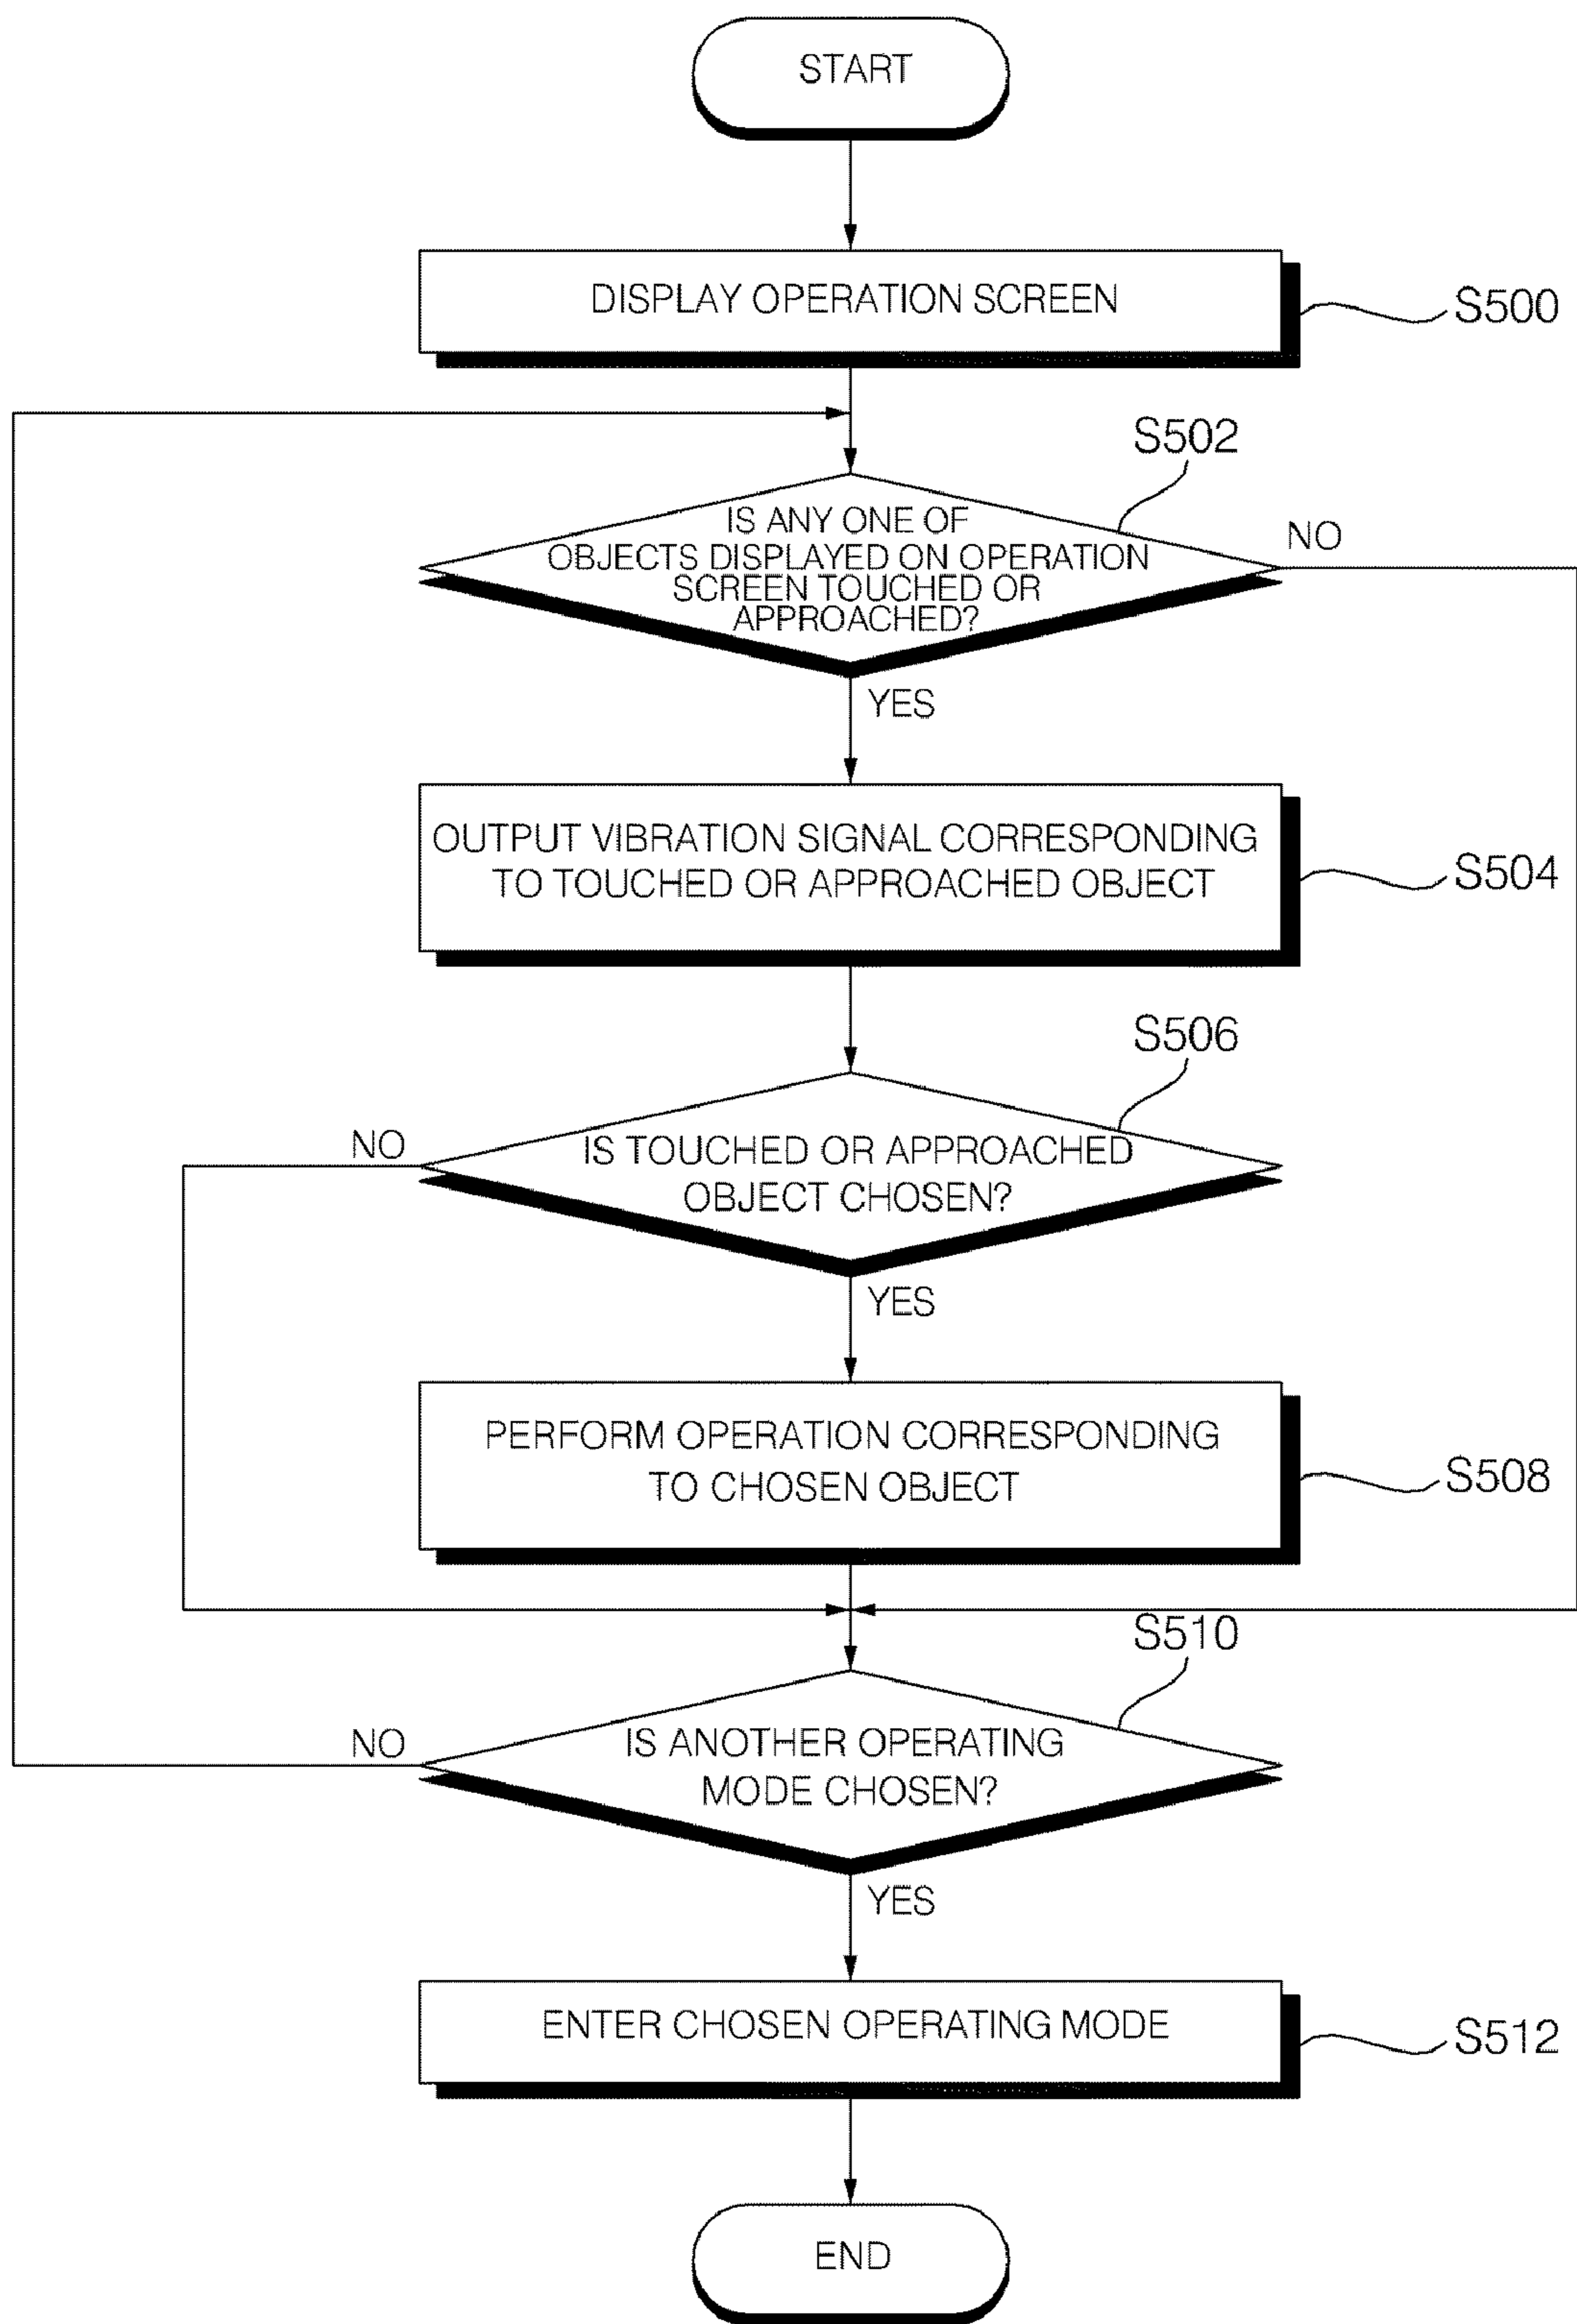 START
DISPLAY OPERATION SCREEN
S500
S502
IS ANY ONE OF
OBJECTS DISPLAYED ON OPERATION
SCREEN TOUCHED OR
APPROACHED?
NO
YES
OUTPUT VIBRATION SIGNAL CORRESPONDING
TO TOUCHED OR APPROACHED OBJECT
S504
S506
NO
IS TOUCHED OR APPROACHED
OBJECT CHOSEN?
YES
PERFORM OPERATION CORRESPONDING
TO CHOSEN OBJECT
S508
S510
NO
IS ANOTHER OPERATING
MODE CHOSEN?
YES
ENTER CHOSEN OPERATING MODE
S512
END